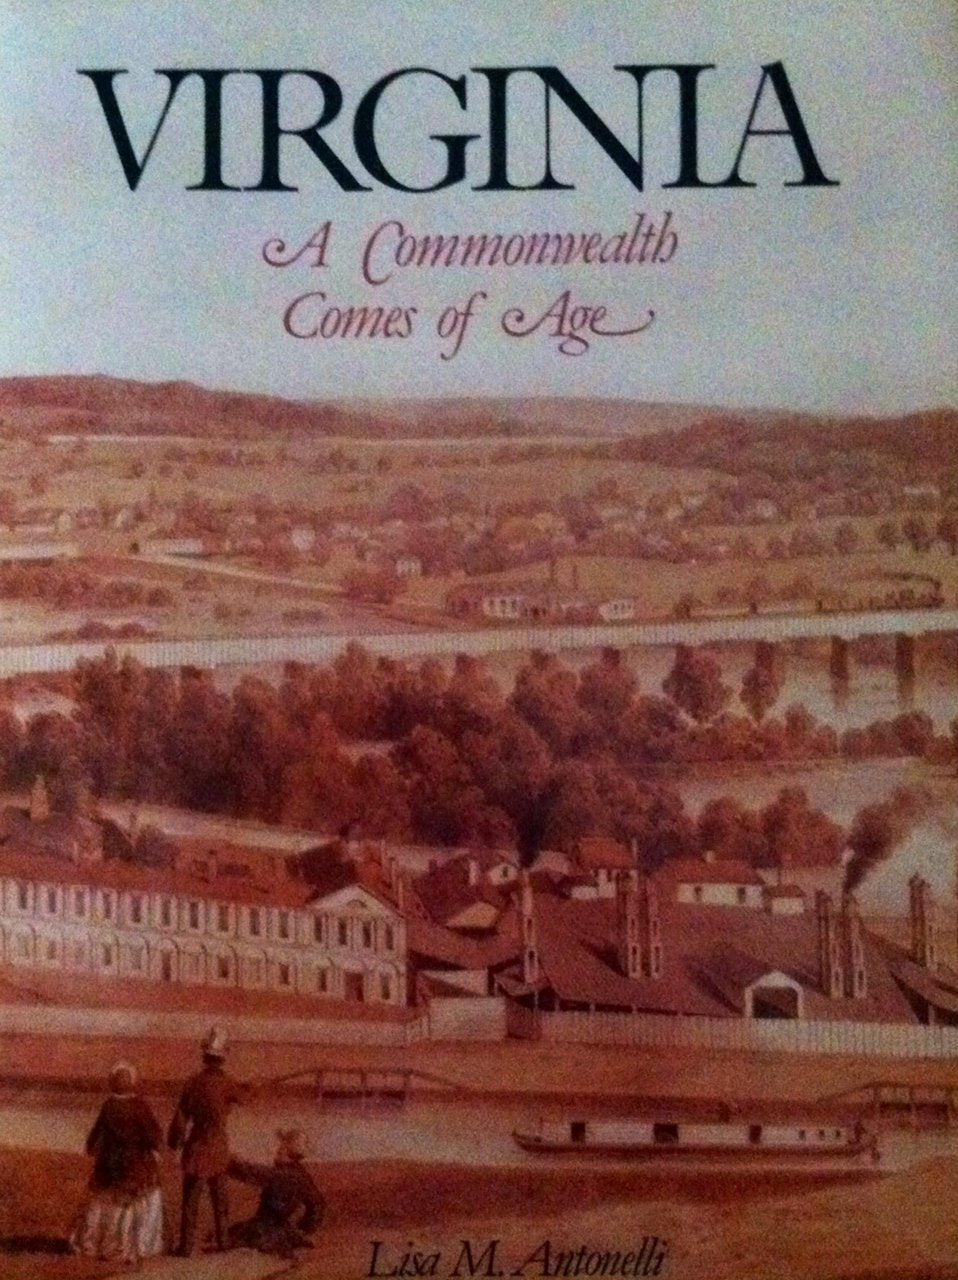 VIRGINIA
A Commonwealth
Comes of Age
Lisa M. Antonelli